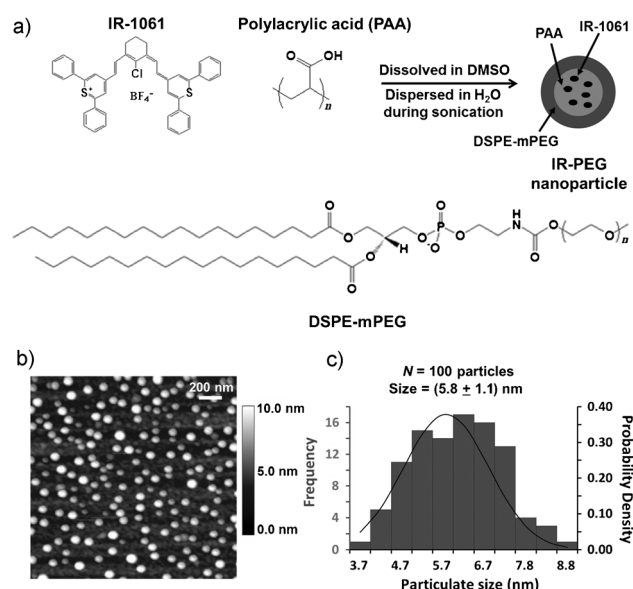 a)
IR-1061
Cl
S+
S
BF4-
Polylacrylic acid (PAA)
O
OH
n
Dissolved in DMSO
Dispersed in H2O
during sonication
PAA
IR-1061
DSPE-mPEG
IR-PEG
nanoparticle
O
O
H
O
O
O
P
O
-O
O
H
N
O
O
O
n
DSPE-mPEG
b)
200 nm
10.0 nm
5.0 nm
0.0 nm
c)
N = 100 particles
Size = (5.8 ± 1.1) nm
Frequency
16
12
8
4
0
0.40
0.30
0.20
0.10
0.00
Probability Density
3.7 4.7 5.7 6.7 7.8 8.8
Particulate size (nm)